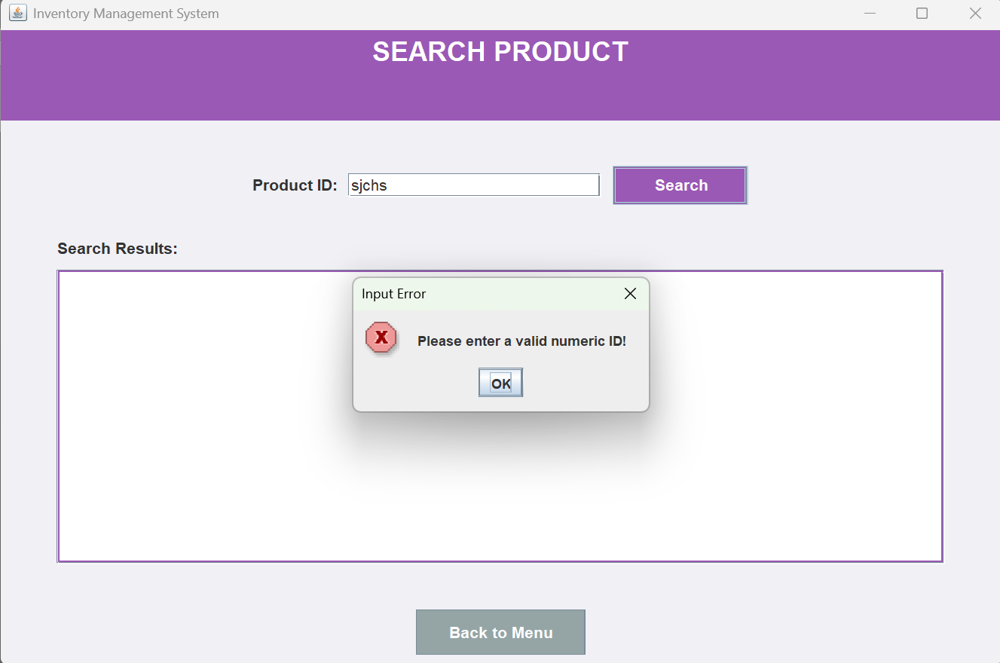 Inventory Management System
SEARCH PRODUCT
Product ID: sjchs Search
Search Results:
Input Error
X
Please enter a valid numeric ID!
OK
Back to Menu